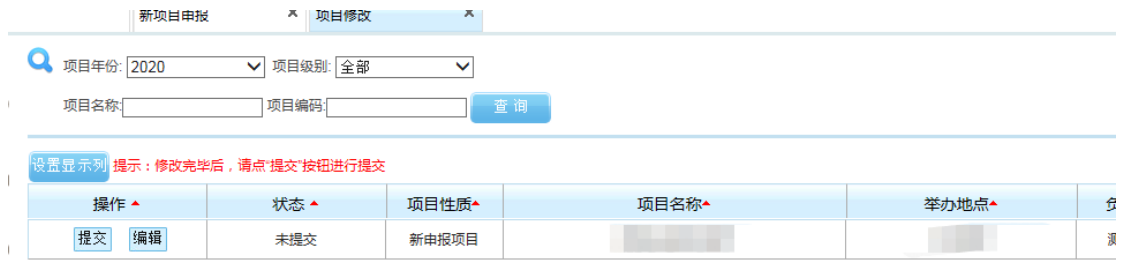 新项目申报 × 项目修改 ×
项目年份: 2020 项目级别: 全部
项目名称: 项目编码: 查 询
设置显示列 提示：修改完毕后，请点“提交”按钮进行提交
操作 状态 项目性质 项目名称 举办地点
提交 编辑 未提交 新申报项目